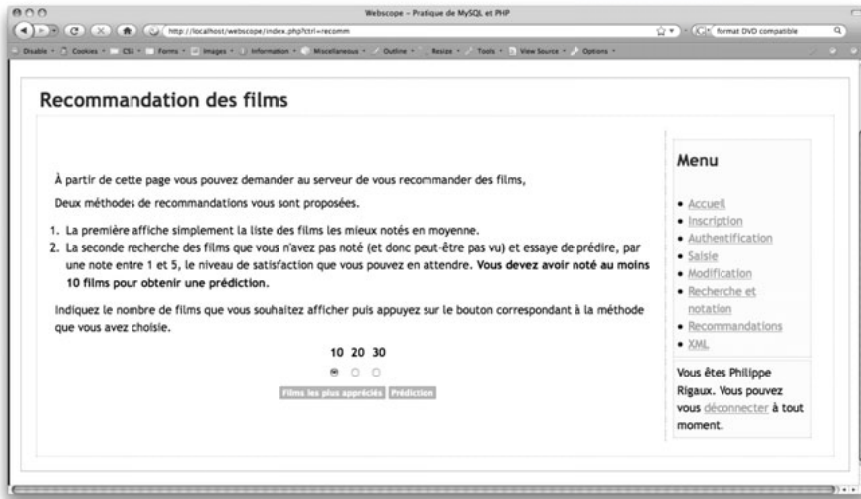 Webscope – Pratique de MySQL et PHP
http://localhost/webscope/index.php?ctrl=recomm
format DVD compatible
Disable Cookies CSS Forms Images Information Miscellaneous Outline Resize Tools View Source Options
Recommandation des films
À partir de cette page vous pouvez demander au serveur de vous recommander des films,
Deux méthodes de recommandations vous sont proposées.
1. La première affiche simplement la liste des films les mieux notés en moyenne.
2. La seconde recherche des films que vous n'avez pas noté (et donc peut-être pas vu) et essaye de prédire, par
une note entre 1 et 5, le niveau de satisfaction que vous pouvez en attendre. Vous devez avoir noté au moins
10 films pour obtenir une prédiction.
Indiquez le nombre de films que vous souhaitez afficher puis appuyez sur le bouton correspondant à la méthode
que vous avez choisie.
10 20 30
Films les plus appréciés Prédiction
Menu
Accueil
Inscription
Authentification
Saisie
Modification
Recherche et
notation
Recommandations
XML
Vous êtes Philippe
Rigaux. Vous pouvez
vous déconnecter à tout
moment.